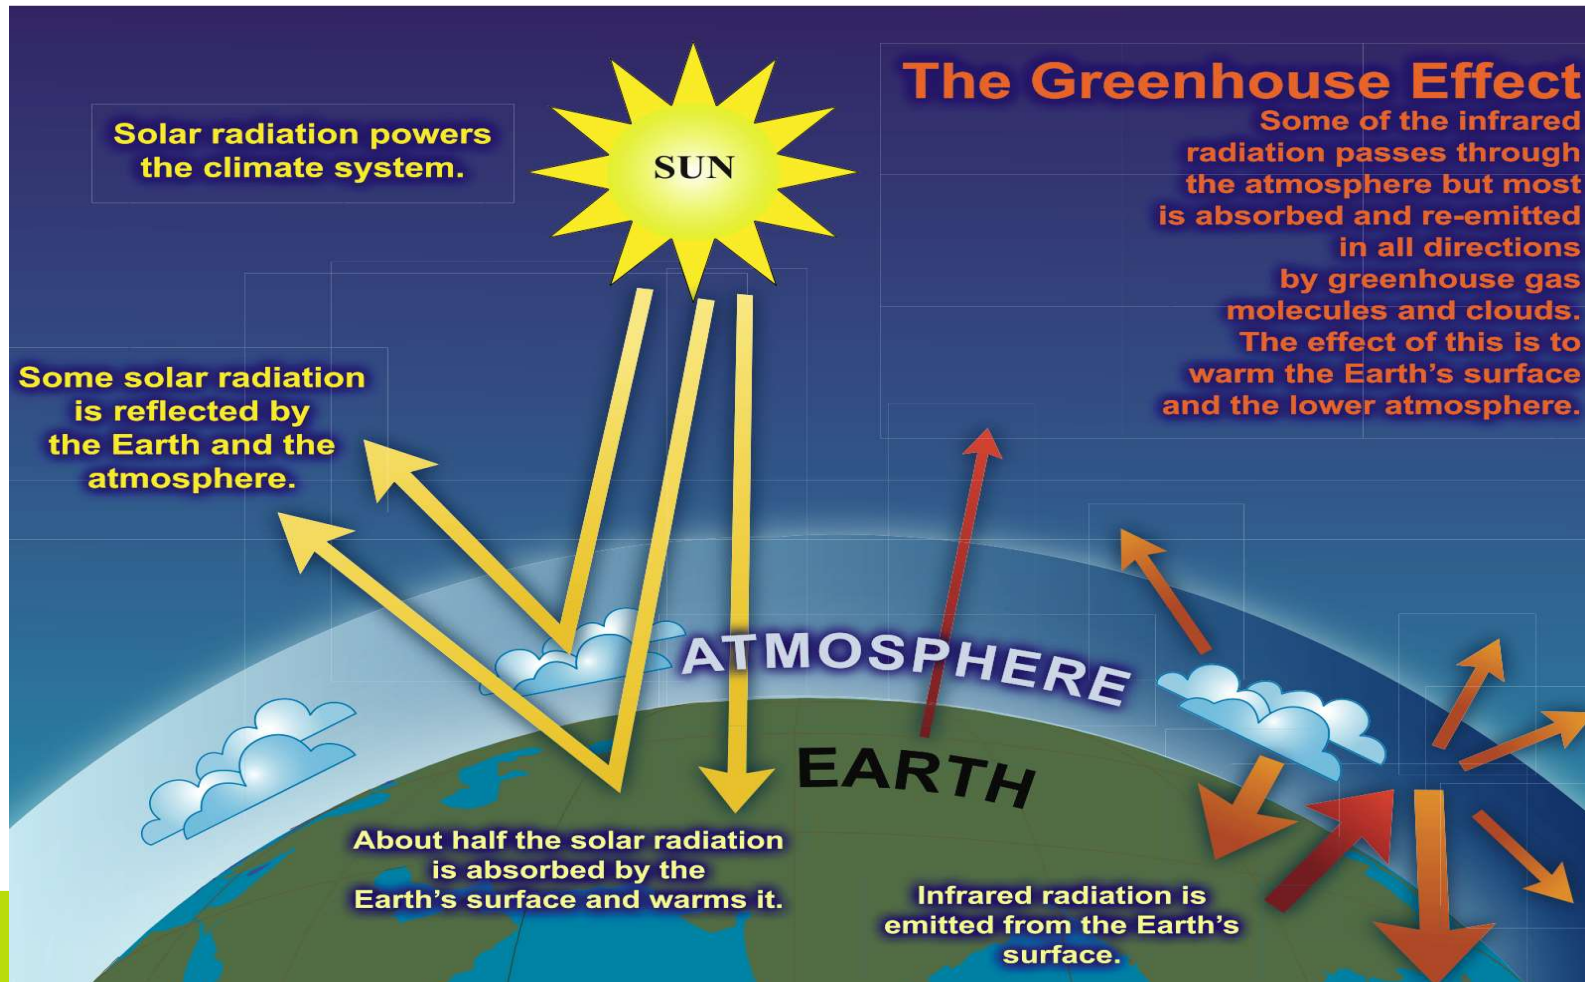 Solar radiation powers
the climate system.
SUN
The Greenhouse Effect
Some of the infrared
radiation passes through
the atmosphere but most
is absorbed and re-emitted
in all directions
by greenhouse gas
molecules and clouds.
The effect of this is to
warm the Earth's surface
and the lower atmosphere.
Some solar radiation
is reflected by
the Earth and the
atmosphere.
ATMOSPHERE
EARTH
About half the solar radiation
is absorbed by the
Earth's surface and warms it.
Infrared radiation is
emitted from the Earth's
surface.